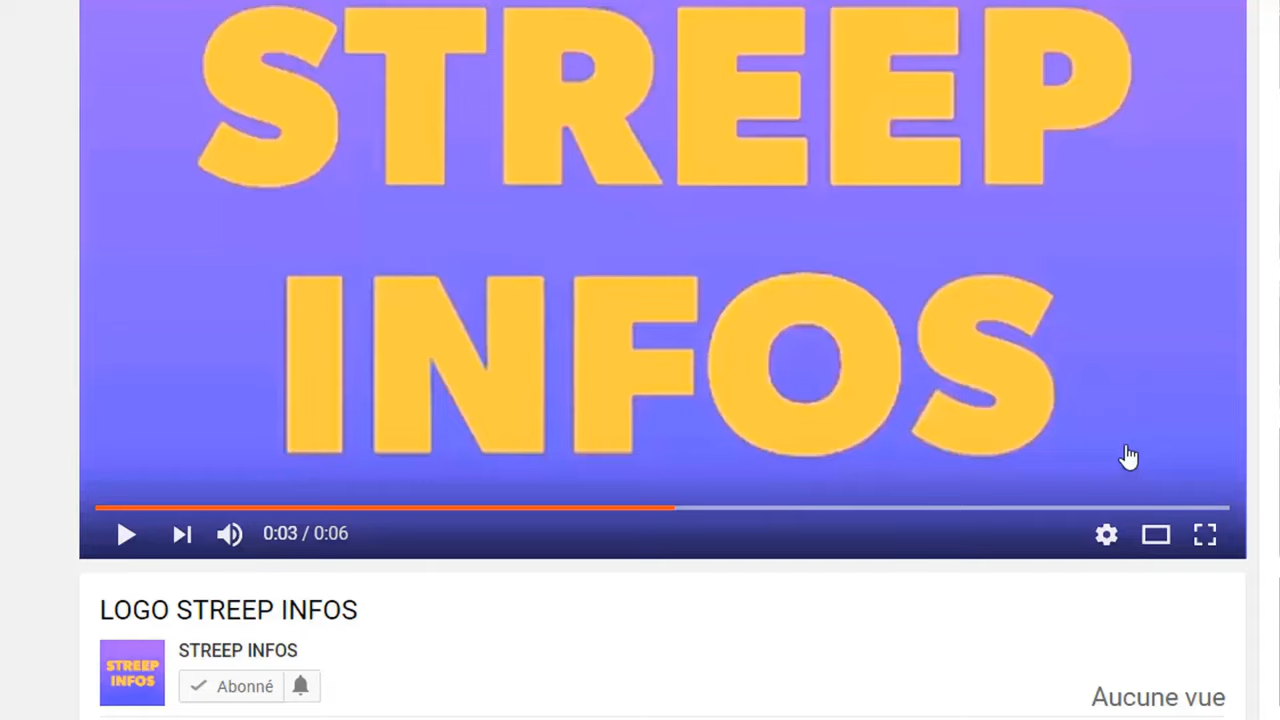 STREEP
INFOS
0:03 / 0:06
LOGO STREEP INFOS
STREEP INFOS
STREEP
INFOS
Abonné
Aucune vue